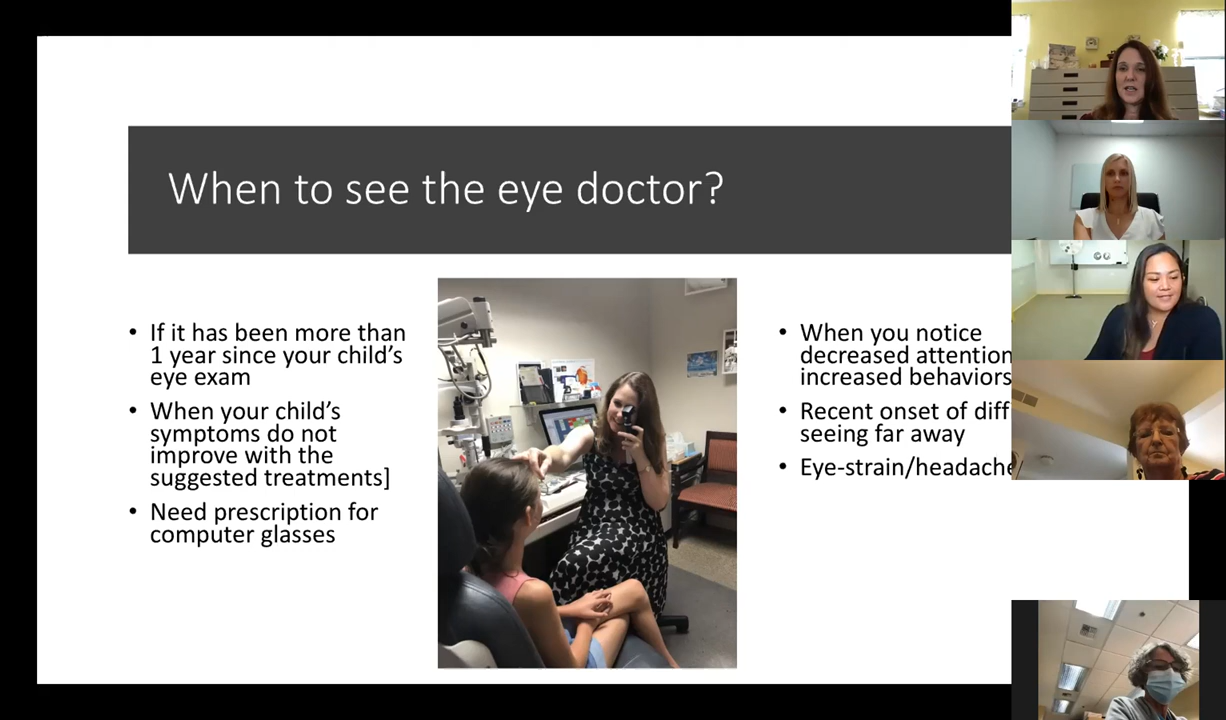 When to see the eye doctor?
• If it has been more than
1 year since your child's
eye exam
• When your child's
symptoms do not
improve with the
suggested treatments]
• Need prescription for
computer glasses
• When you notice
decreased attention
increased behaviors
• Recent onset of diff
seeing far away
• Eye-strain/headache